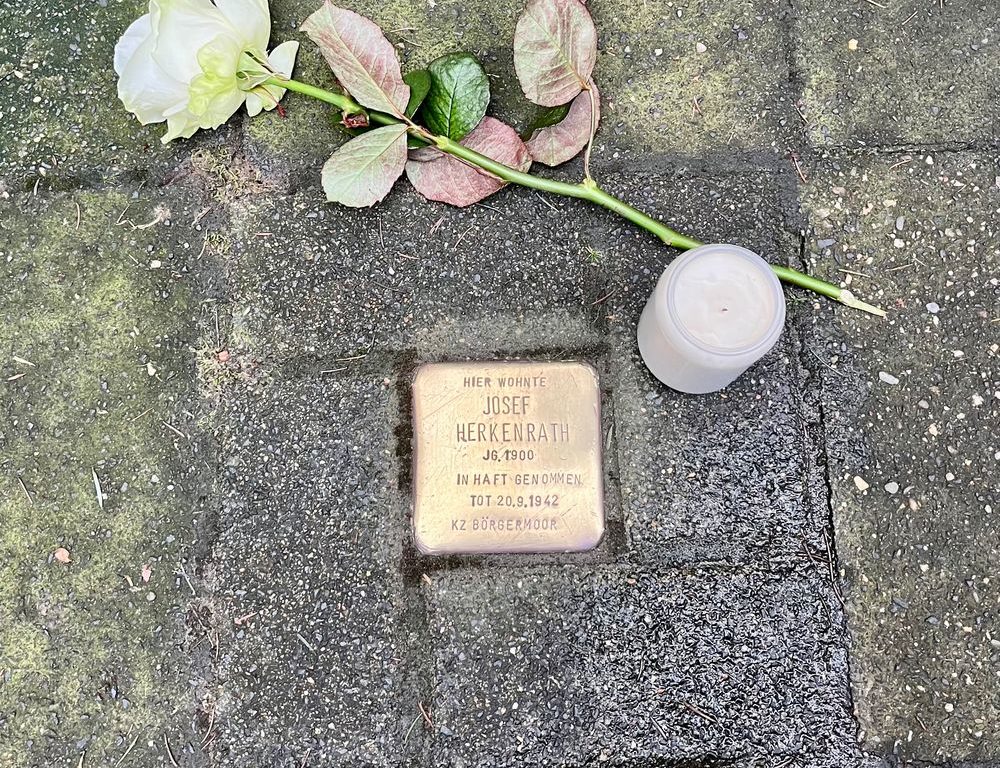 HIER WOHNTE
JOSEF
HERKENRATH
JG. 1900
IN HAFT GENOMMEN
TOT 20.9.1942
KZ BÖRGERMOOR